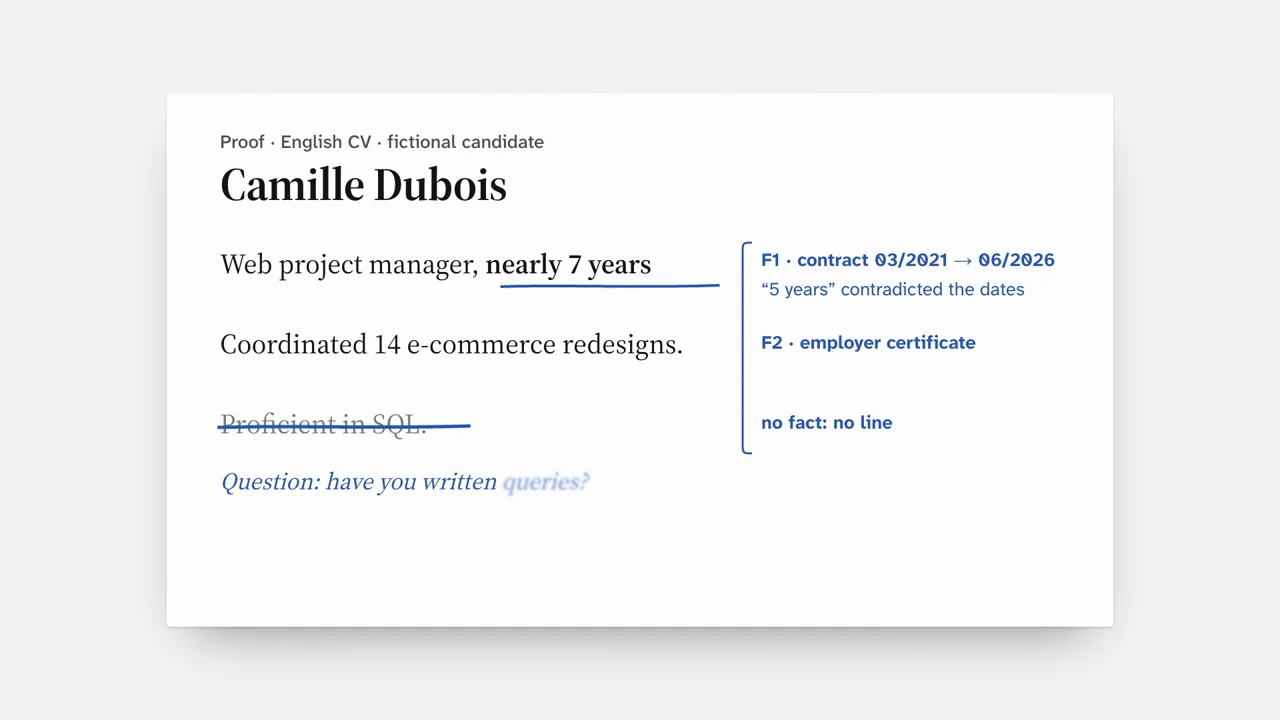 Proof · English CV · fictional candidate
Camille Dubois
Web project manager, nearly 7 years
F1 · contract 03/2021 → 06/2026
“5 years” contradicted the dates
Coordinated 14 e-commerce redesigns.
F2 · employer certificate
Proficient in SQL.
no fact: no line
Question: have you written queries?